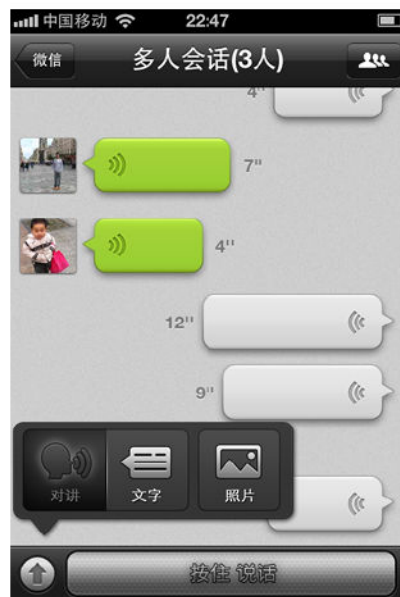 中国移动 22:47
微信 多人会话(3人)
4''
7''
4''
12''
9''
对讲 文字 照片
按住 说话